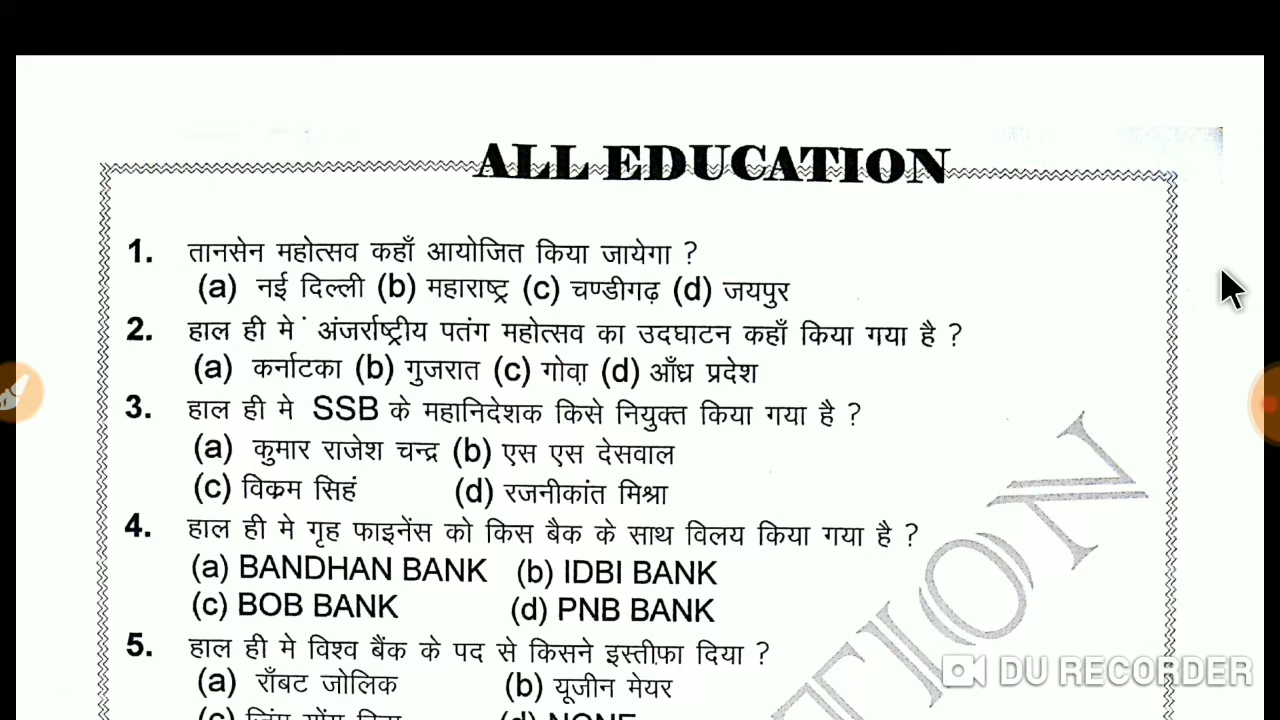 ALL EDUCATION
1. तानसेन महोत्सव कहाँ आयोजित किया जायेगा ?
(a) नई दिल्ली (b) महाराष्ट्र (c) चण्डीगढ़ (d) जयपुर
2. हाल ही मे अंजर्राष्ट्रीय पतंग महोत्सव का उदघाटन कहाँ किया गया है ?
(a) कर्नाटका (b) गुजरात (c) गोवा (d) आँध्र प्रदेश
3. हाल ही मे SSB के महानिदेशक किसे नियुक्त किया गया है ?
(a) कुमार राजेश चन्द्र (b) एस एस देसवाल
(c) विक्रम सिहं (d) रजनीकांत मिश्रा
4. हाल ही मे गृह फाइनेंस को किस बैक के साथ विलय किया गया है ?
(a) BANDHAN BANK (b) IDBI BANK
(c) BOB BANK (d) PNB BANK
5. हाल ही मे विश्व बैंक के पद से किसने इस्तीफा दिया ?
(a) रॉंबट जोलिक (b) यूजीन मेयर
(d) NONE
TION
DU RECORDER